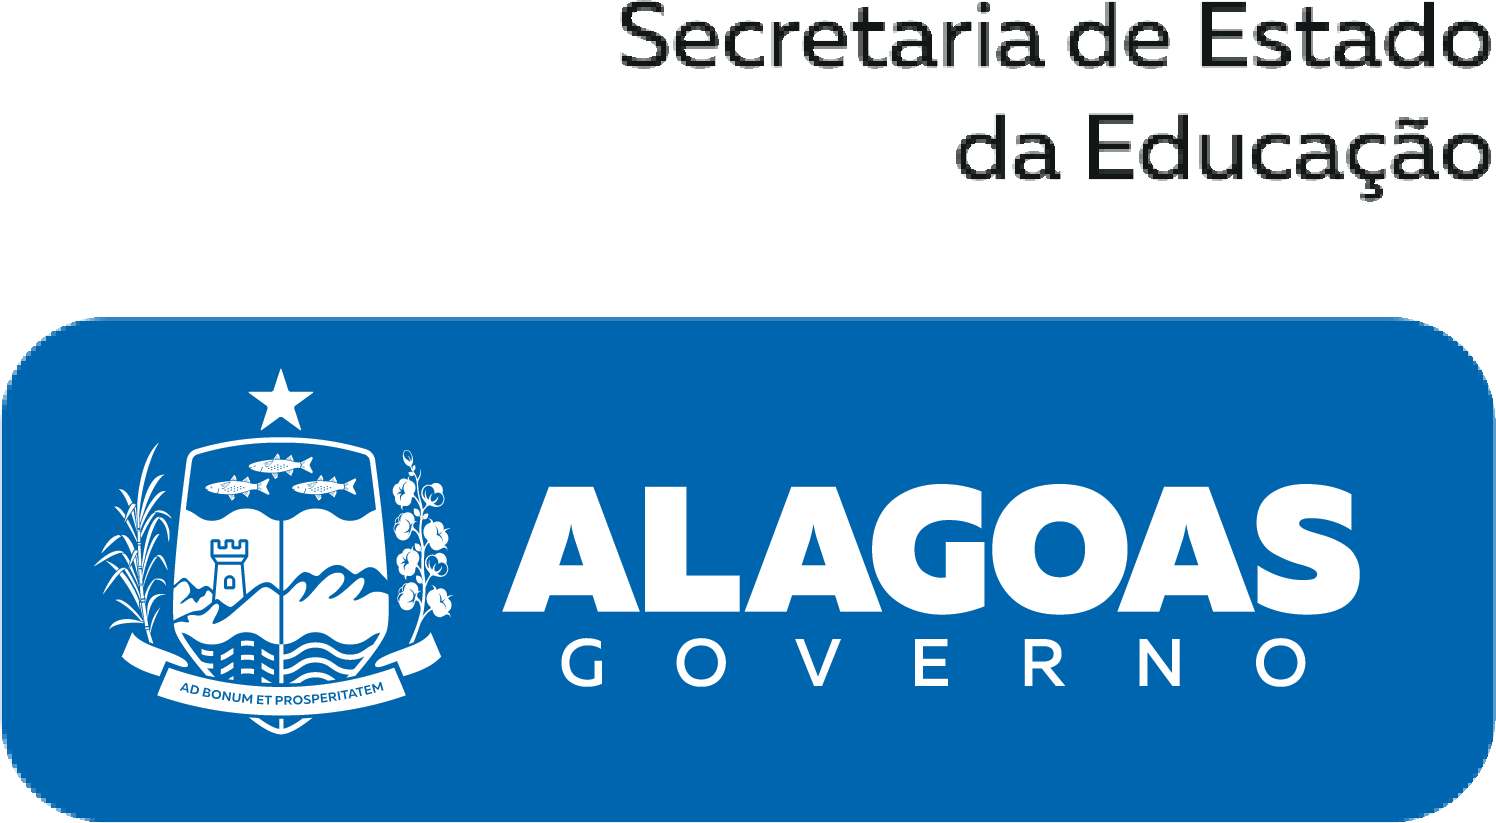 Secretaria de Estado
da Educação
ALAGOAS
GOVERNO
AD BONUM ET PROSPERITATEM